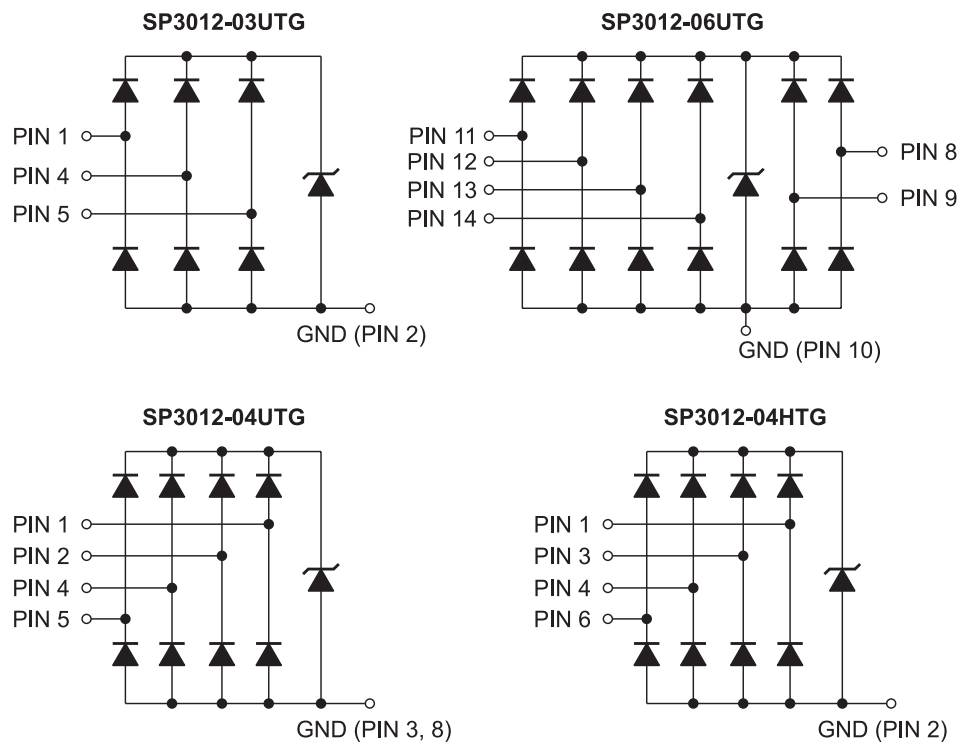 SP3012-03UTG
PIN 1
PIN 4
PIN 5
GND (PIN 2)
SP3012-06UTG
PIN 11
PIN 12
PIN 13
PIN 14
PIN 8
PIN 9
GND (PIN 10)
SP3012-04UTG
PIN 1
PIN 2
PIN 4
PIN 5
GND (PIN 3, 8)
SP3012-04HTG
PIN 1
PIN 3
PIN 4
PIN 6
GND (PIN 2)